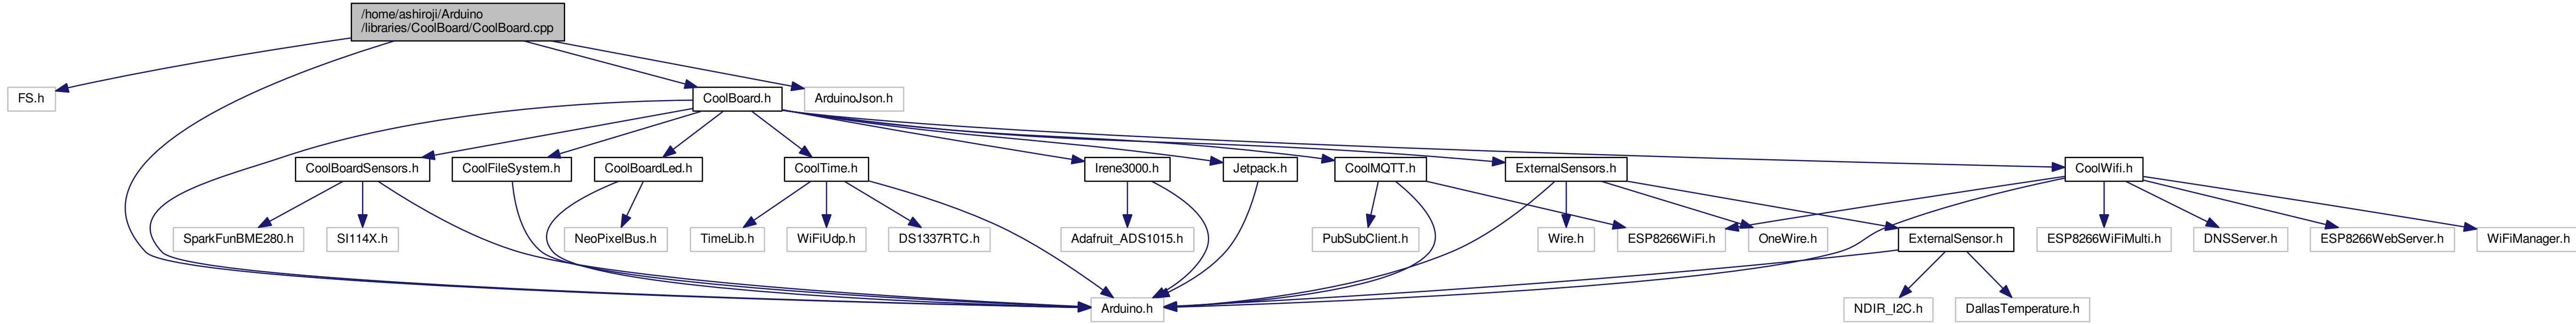 /home/ashiroji/Arduino
/libraries/CoolBoard/CoolBoard.cpp
FS.h
CoolBoard.h
ArduinoJson.h
CoolBoardSensors.h
CoolFileSystem.h
CoolBoardLed.h
CoolTime.h
Irene3000.h
Jetpack.h
CoolMQTT.h
ExternalSensors.h
CoolWifi.h
SparkFunBME280.h
SI114X.h
NeoPixelBus.h
TimeLib.h
WiFiUdp.h
DS1337RTC.h
Adafruit_ADS1015.h
PubSubClient.h
Wire.h
ESP8266WiFi.h
OneWire.h
ExternalSensor.h
ESP8266WiFiMulti.h
DNSServer.h
ESP8266WebServer.h
WiFiManager.h
Arduino.h
NDIR_I2C.h
DallasTemperature.h